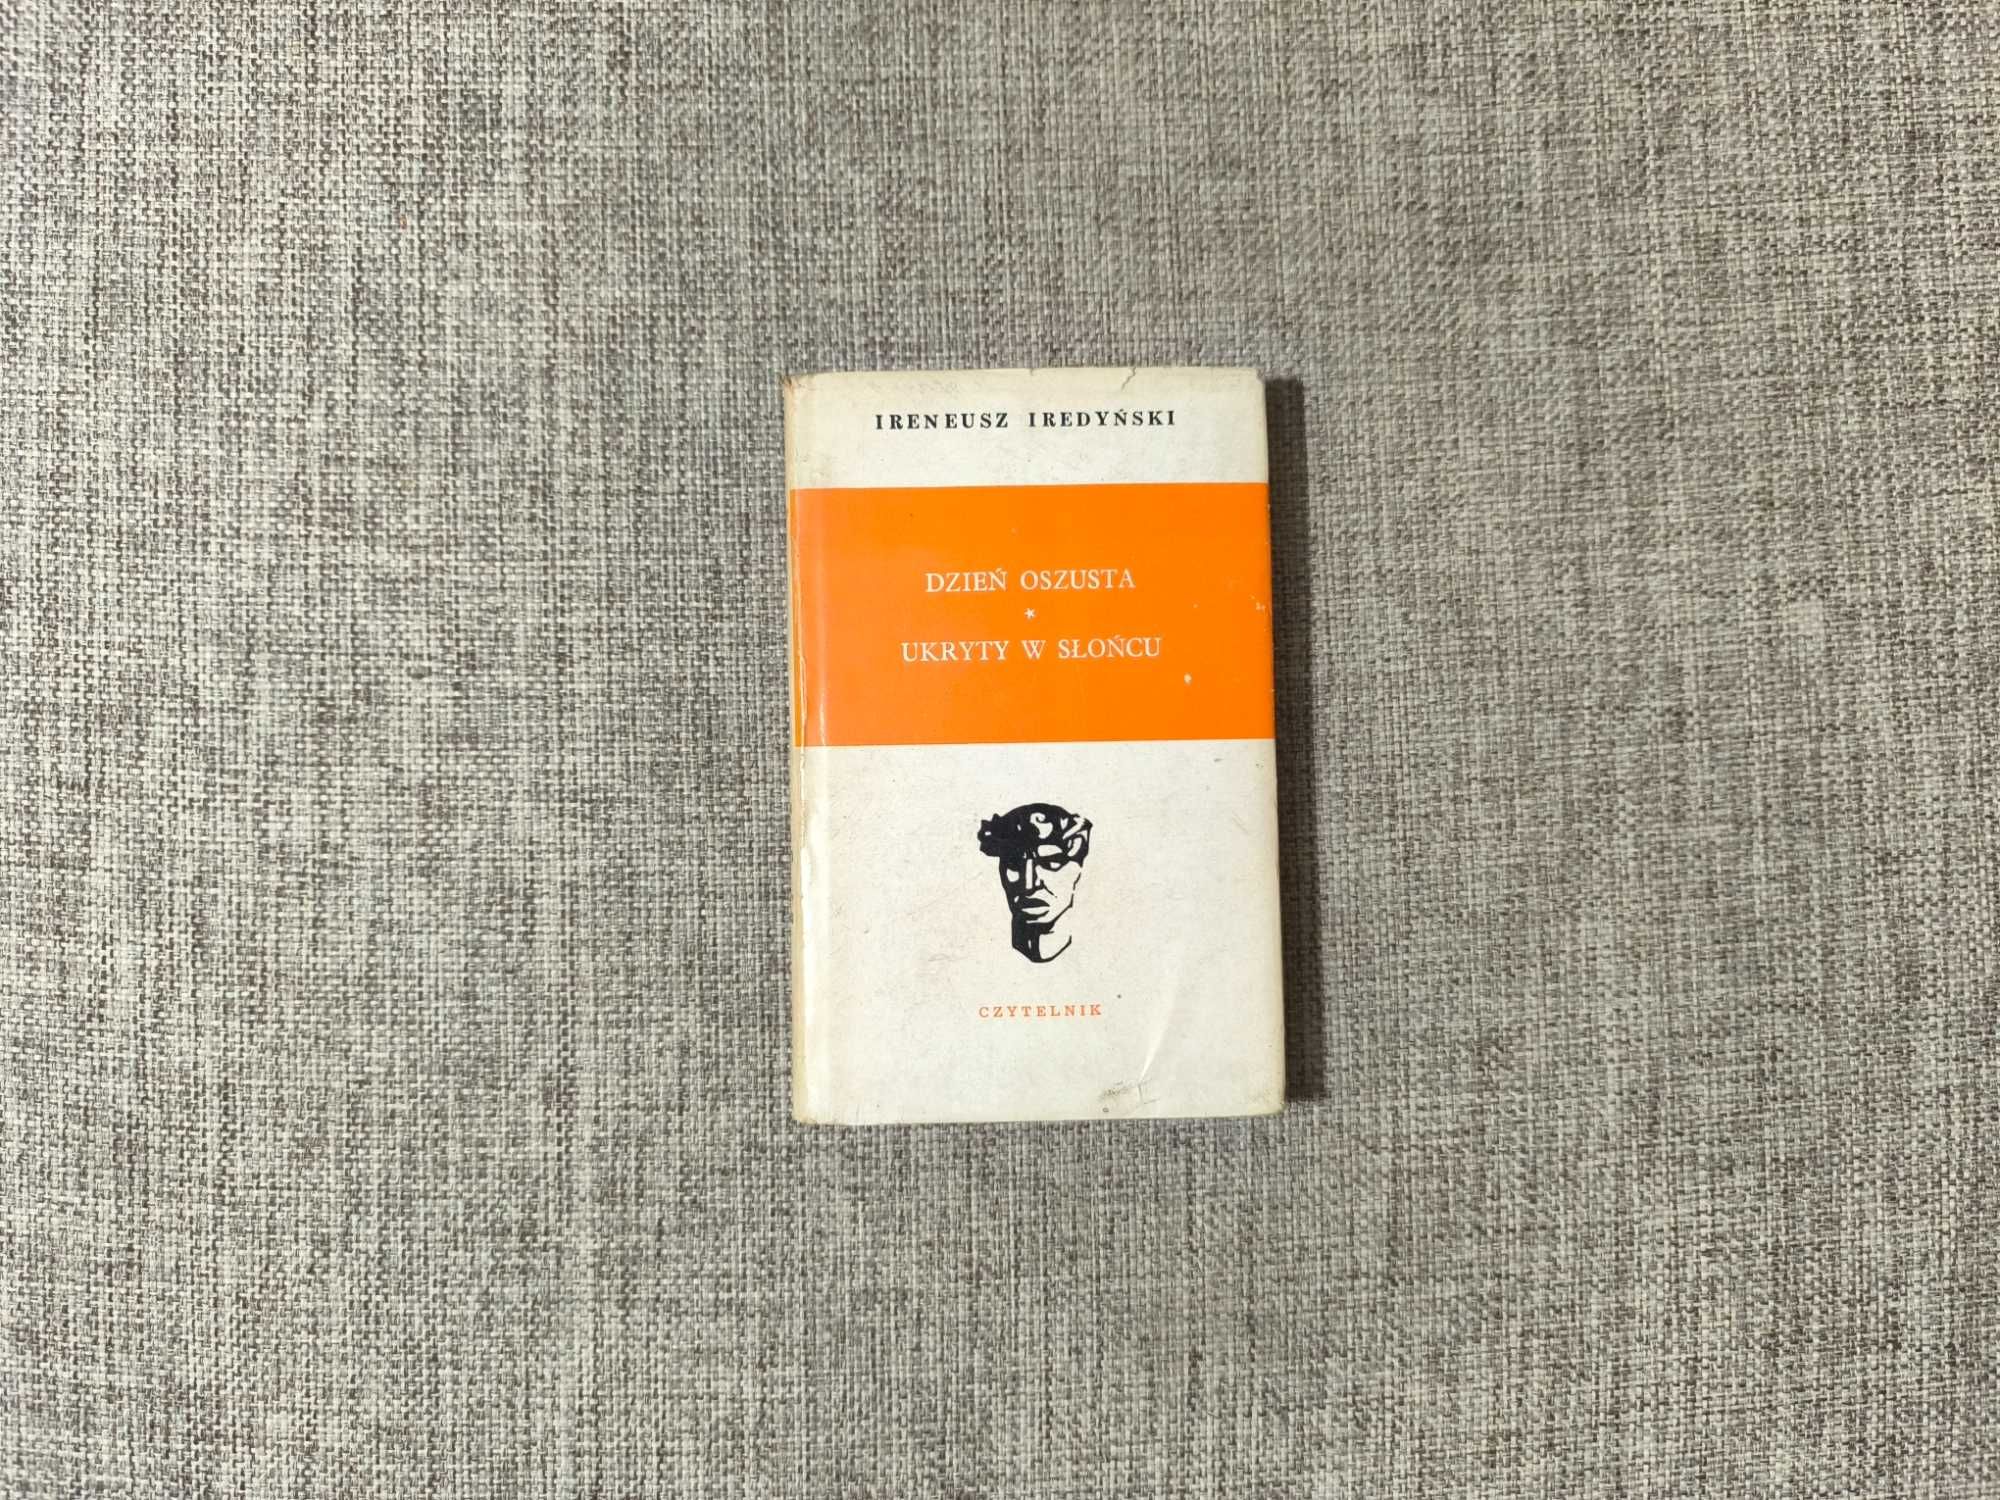 IRENEUSZ IREDYŃSKI
DZIEŃ OSZUSTA
*
UKRYTY W SŁOŃCU
CZYTELNIK